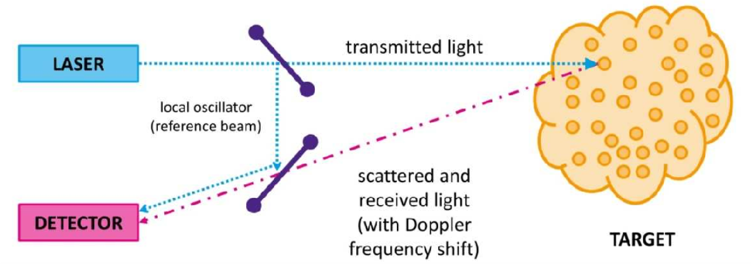 LASER
transmitted light
local oscillator
(reference beam)
scattered and
received light
(with Doppler
frequency shift)
DETECTOR
TARGET